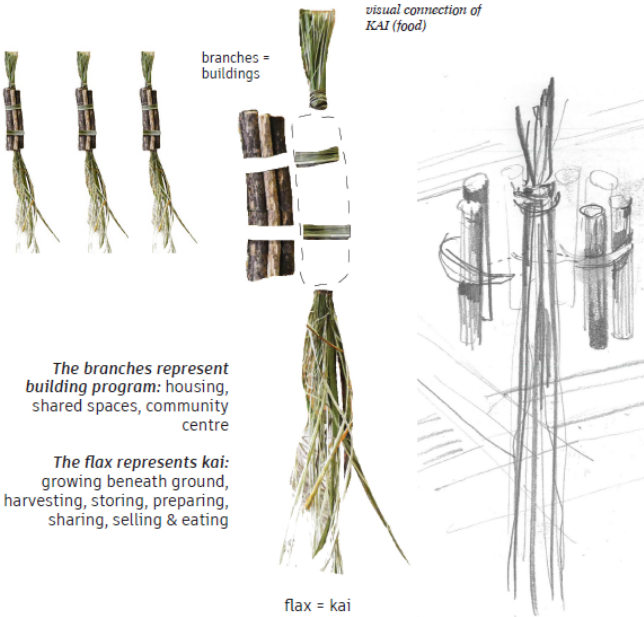 visual connection of
KAI (food)
branches =
buildings
The branches represent
building program: housing,
shared spaces, community
centre
The flax represents kai:
growing beneath ground,
harvesting, storing, preparing,
sharing, selling & eating
flax = kai